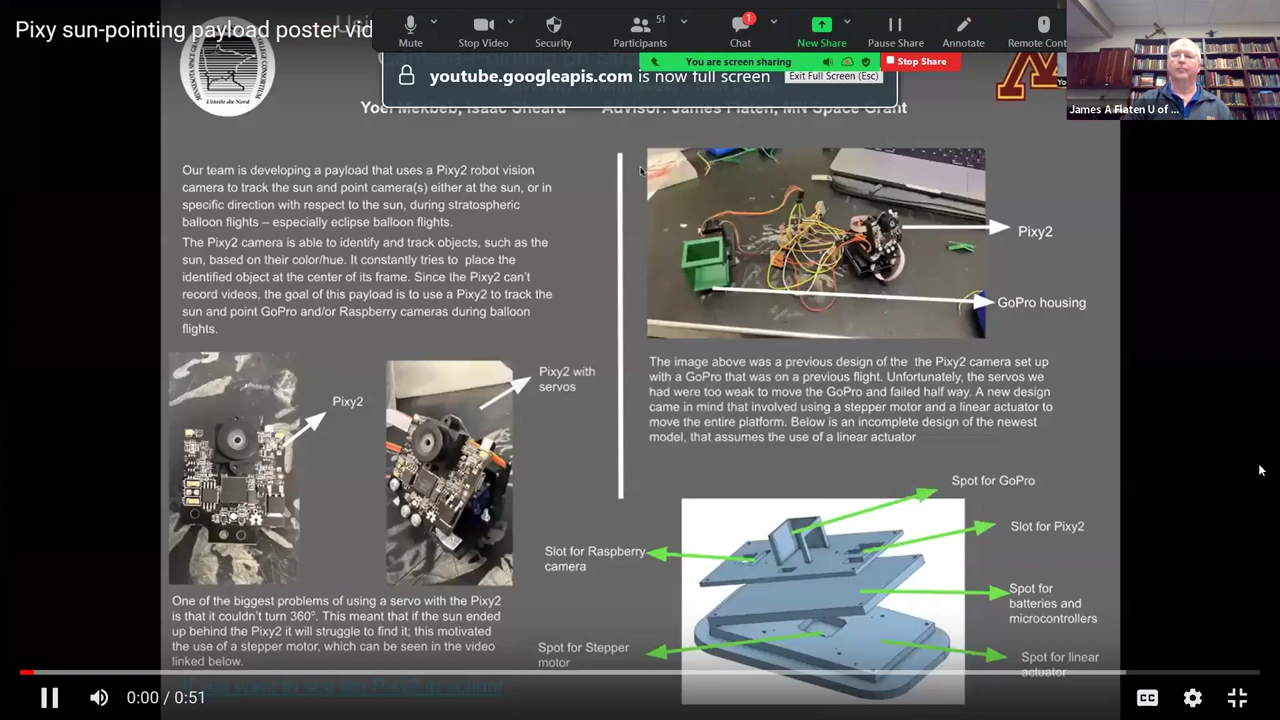 Pixy sun-pointing payload poster vid
Mute
Stop Video
Security
51
Participants
1
Chat
New Share
Pause Share
Annotate
Remote Cont
You are screen sharing
Stop Share
youtube.googleapis.com is now full screen
Exit Full Screen (Esc)
James A Flaten U of ...
Yoel Mekbeb, Isaac Sheard Advisor: James Flaten, MN Space Grant
Our team is developing a payload that uses a Pixy2 robot vision
camera to track the sun and point camera(s) either at the sun, or in
specific direction with respect to the sun, during stratospheric
balloon flights – especially eclipse balloon flights.
The Pixy2 camera is able to identify and track objects, such as the
sun, based on their color/hue. It constantly tries to place the
identified object at the center of its frame. Since the Pixy2 can't
record videos, the goal of this payload is to use a Pixy2 to track the
sun and point GoPro and/or Raspberry cameras during balloon
flights.
Pixy2
Pixy2 with
servos
One of the biggest problems of using a servo with the Pixy2
is that it couldn't turn 360°. This meant that if the sun ended
up behind the Pixy2 it will struggle to find it; this motivated
the use of a stepper motor, which can be seen in the video
linked below.
If you want to see the Pixy2 in action!
Pixy2
GoPro housing
The image above was a previous design of the the Pixy2 camera set up
with a GoPro that was on a previous flight. Unfortunately, the servos we
had were too weak to move the GoPro and failed half way. A new design
came in mind that involved using a stepper motor and a linear actuator to
move the entire platform. Below is an incomplete design of the newest
model, that assumes the use of a linear actuator
Spot for GoPro
Slot for Pixy2
Slot for Raspberry
camera
Spot for
batteries and
microcontrollers
Spot for Stepper
motor
Spot for linear
actuator
0:00 / 0:51
CC